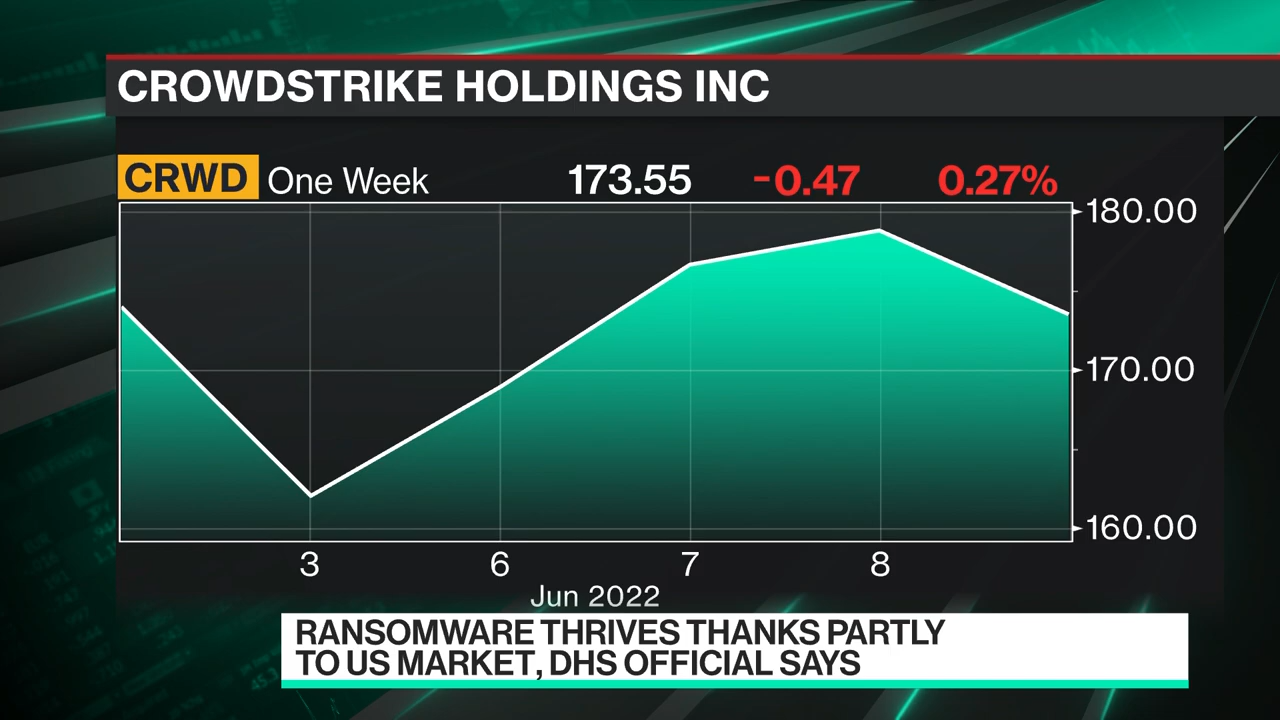 CROWDSTRIKE HOLDINGS INC
CRWD One Week 173.55 -0.47 0.27%
180.00
170.00
160.00
3 6 7 8
Jun 2022
RANSOMWARE THRIVES THANKS PARTLY
TO US MARKET, DHS OFFICIAL SAYS